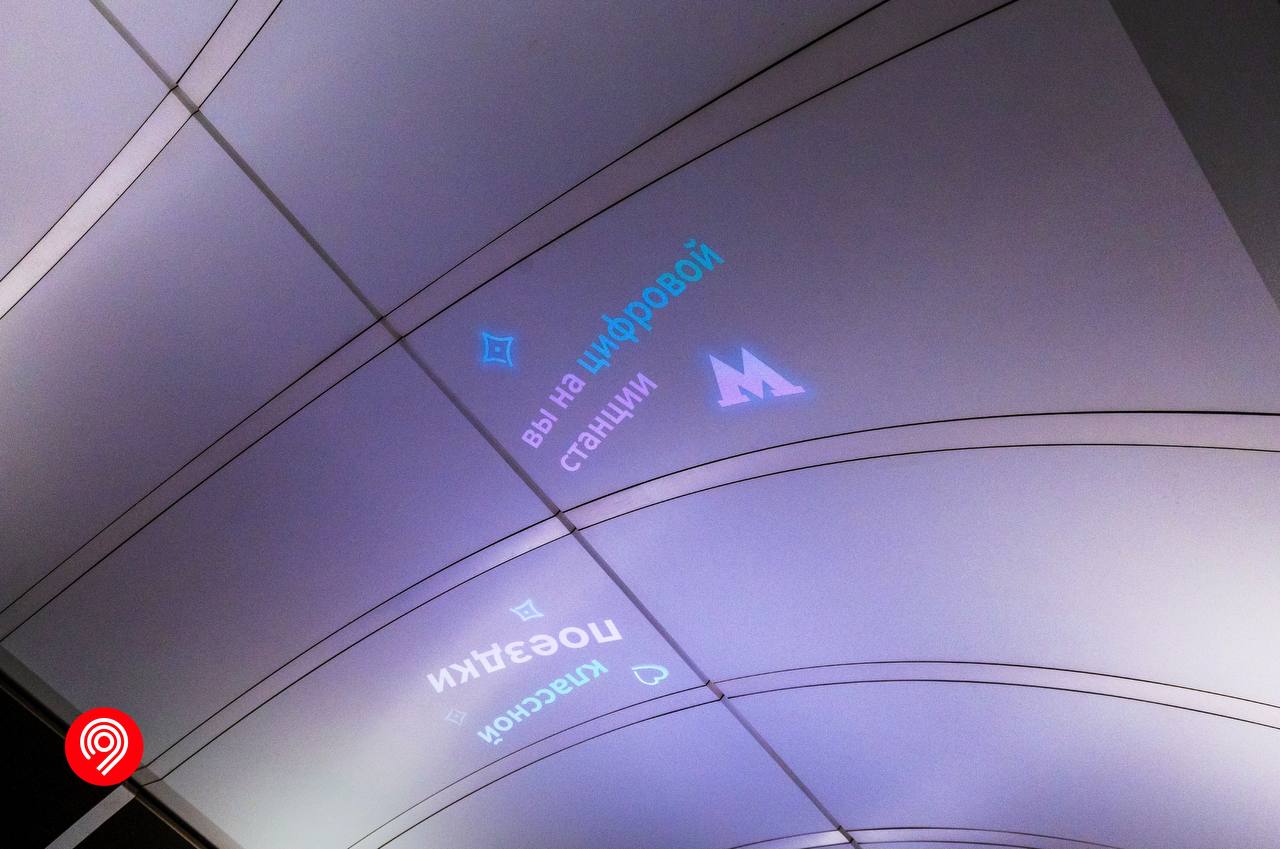 вы на цифровой
станции
М
классной
поездки